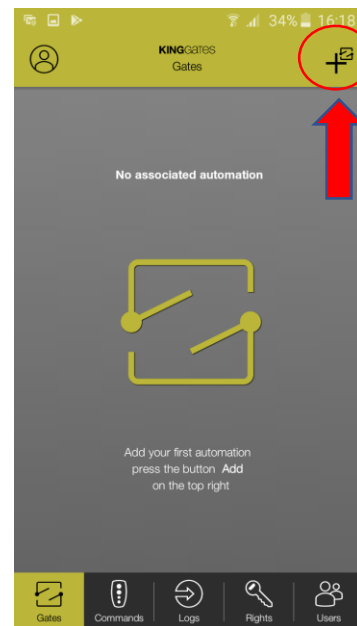 34% 16:18
KINGGATES
Gates
No associated automation
Add your first automation
press the button Add
on the top right
Gates Commands Logs Rights Users